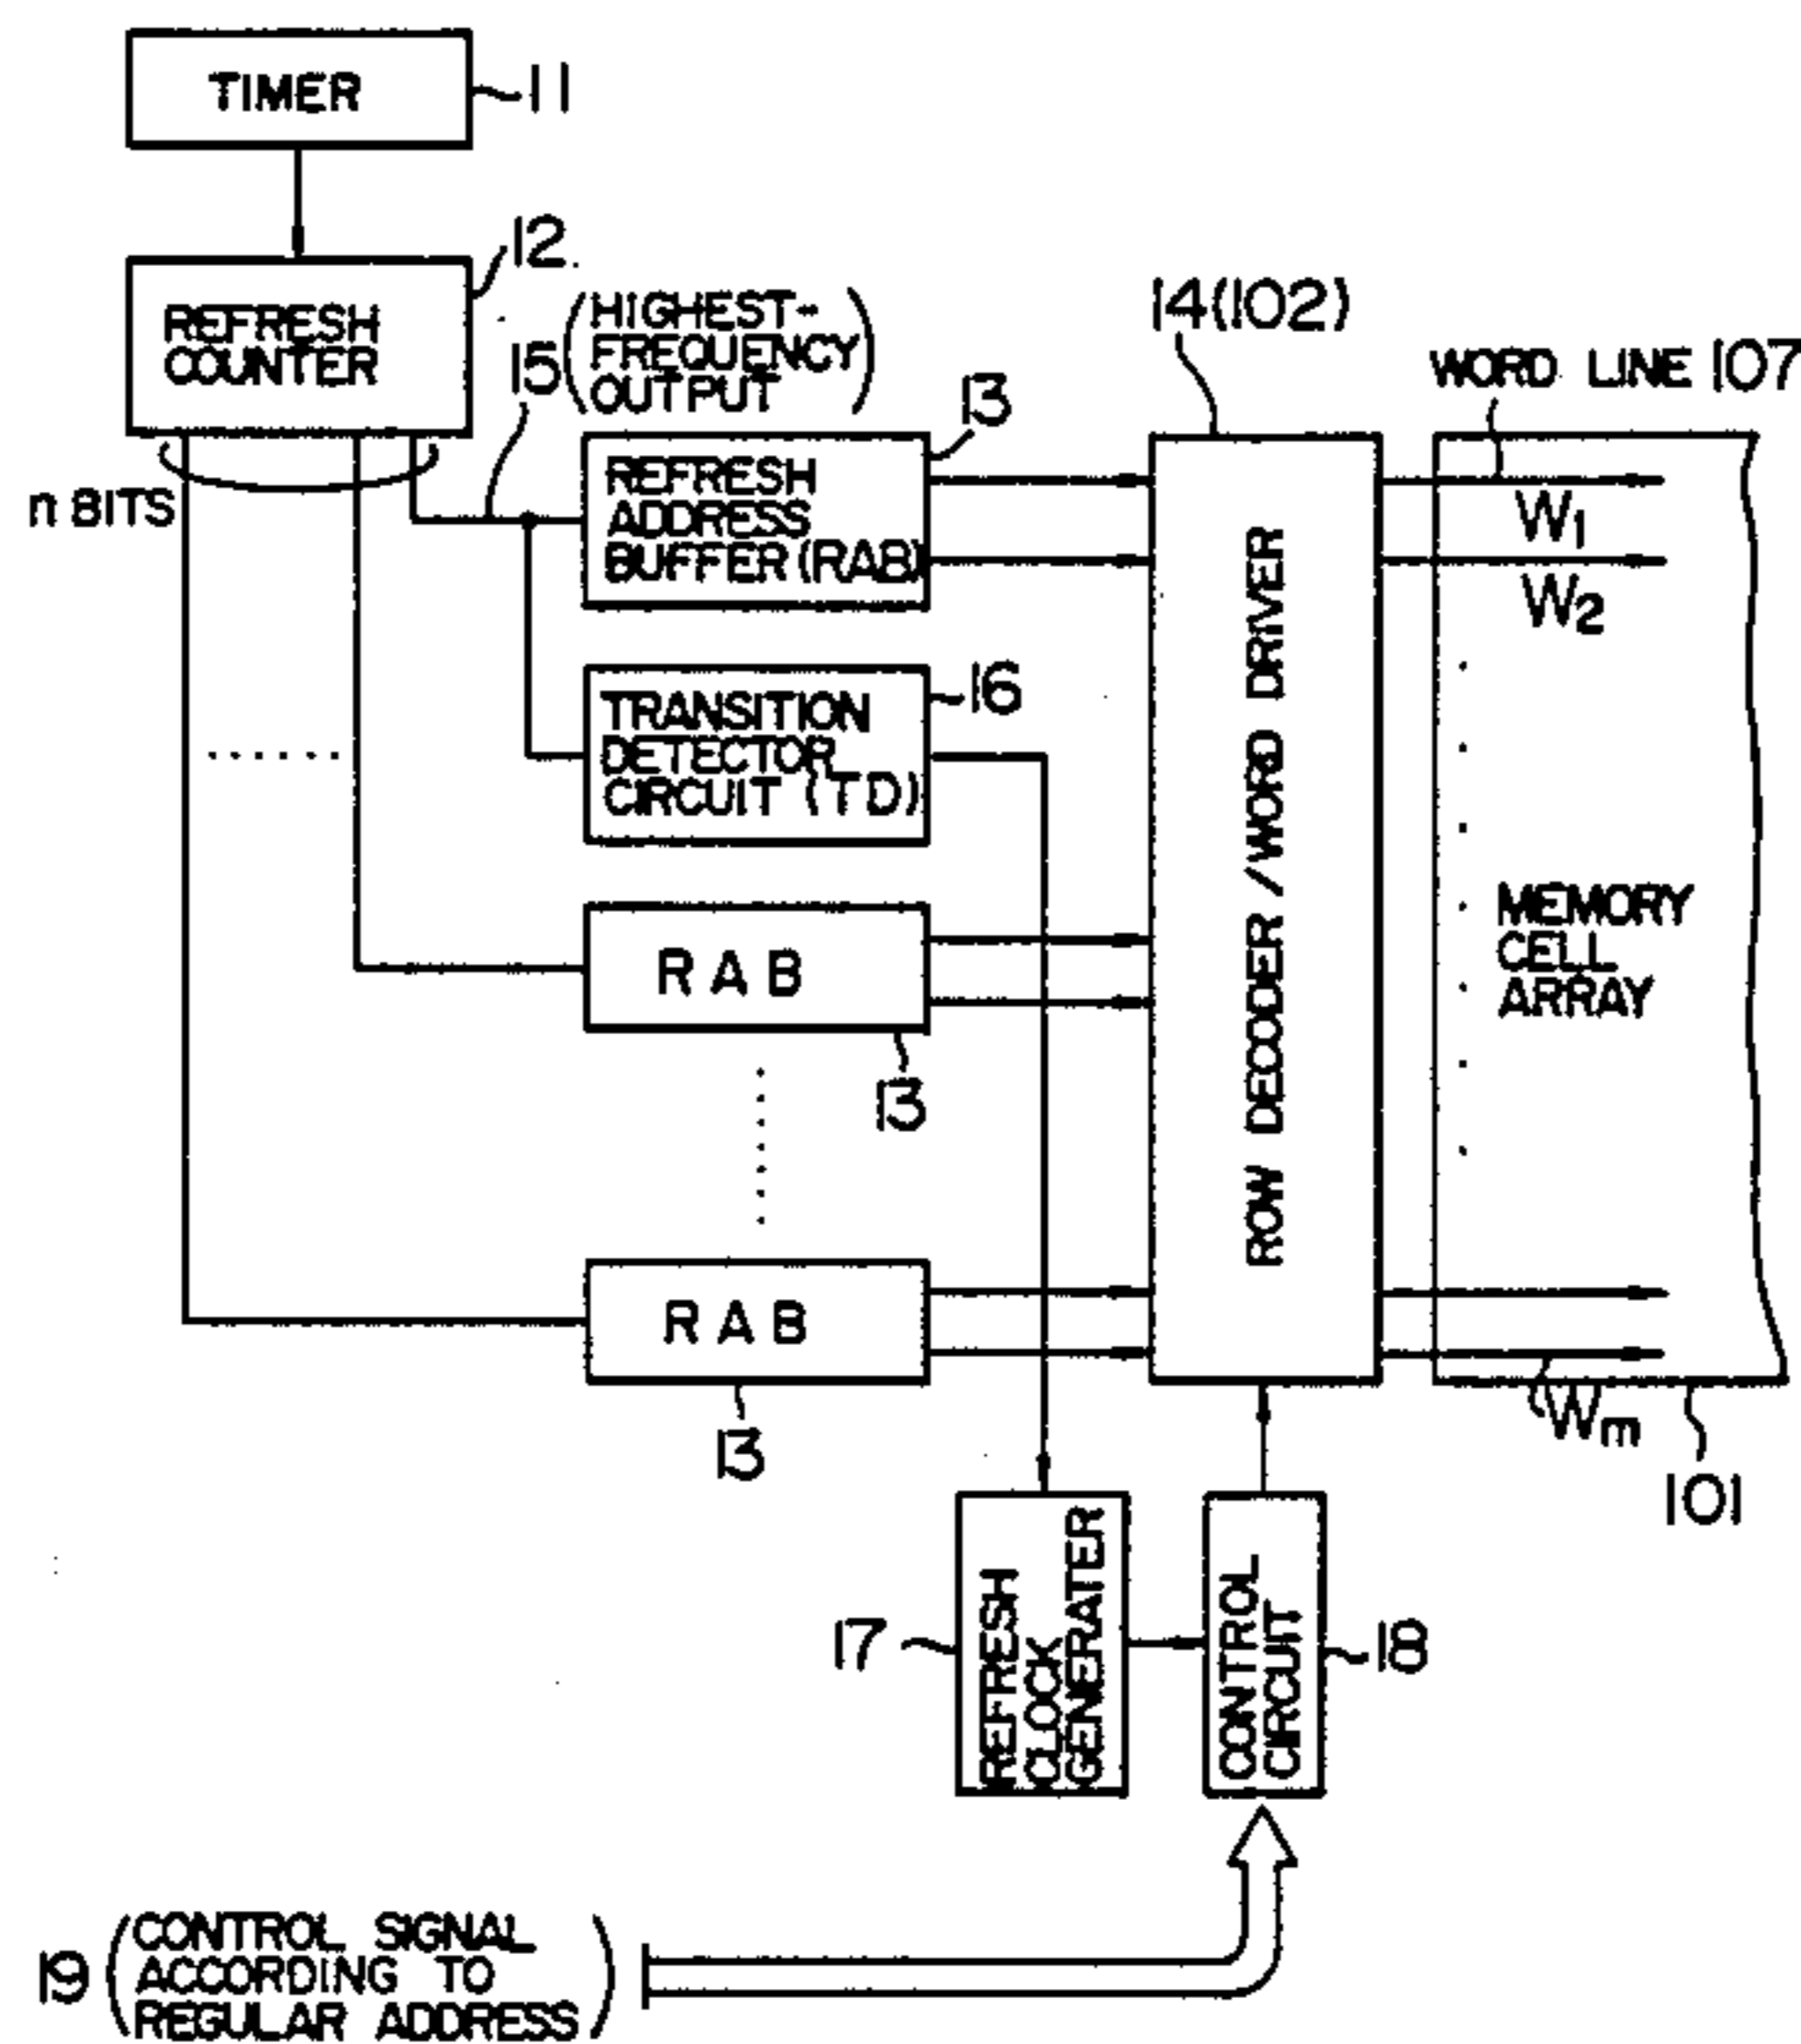 TIMER
11
12.
REFRESH
COUNTER
15
(HIGHEST-
FREQUENCY
OUTPUT)
14(102)
WORD LINE 107
13
n BITS
REFRESH
ADDRESS
BUFFER (RAB)
W1
W2
16
TRANSITION
DETECTOR
CIRCUIT (TD)
ROW DECODER/WORD DRIVER
MEMORY
CELL
ARRAY
RAB
13
RAB
13
Wm
101
17
REFRESH
CLOCK
GENERATER
CONTROL
CIRCUIT
18
19
(CONTROL SIGNAL
ACCORDING TO
REGULAR ADDRESS)